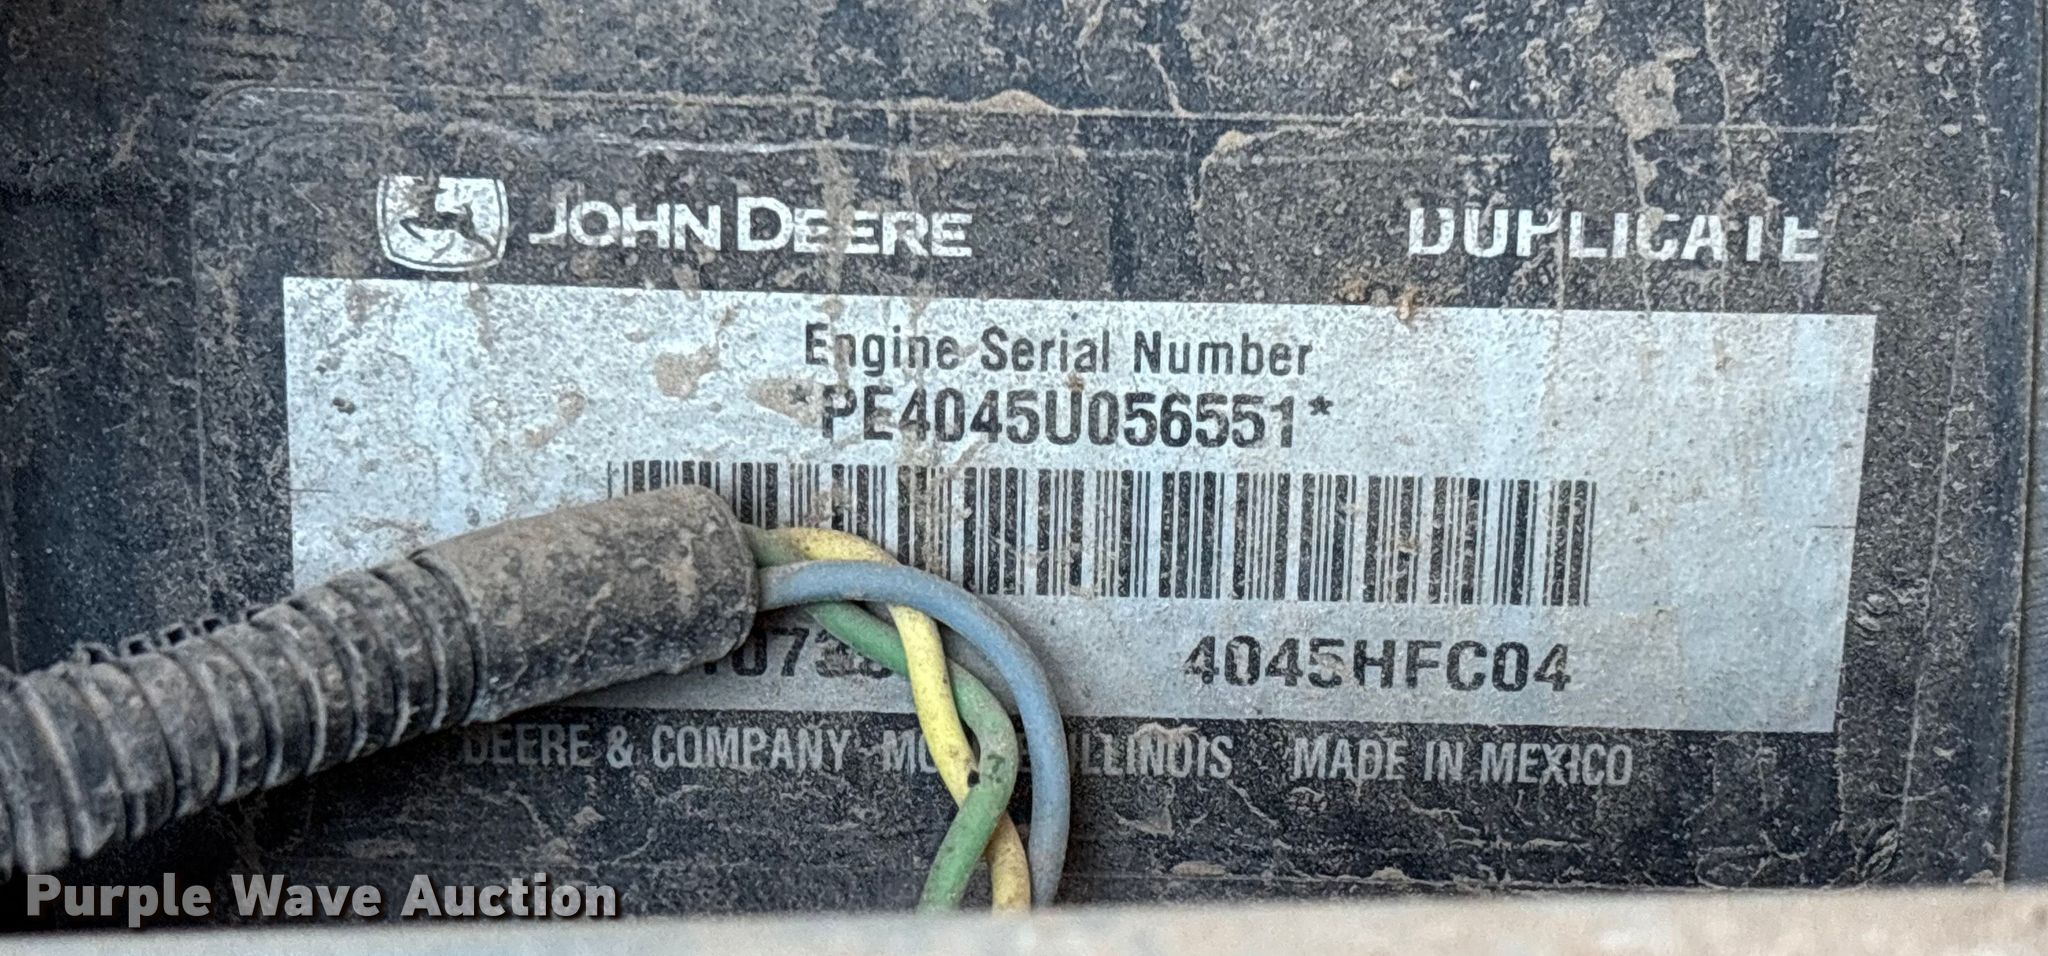 JOHN DEERE DUPLICATE
Engine Serial Number
*PE4045U056551*
4045HFC04
DEERE & COMPANY ILLINOIS MADE IN MEXICO
Purple Wave Auction